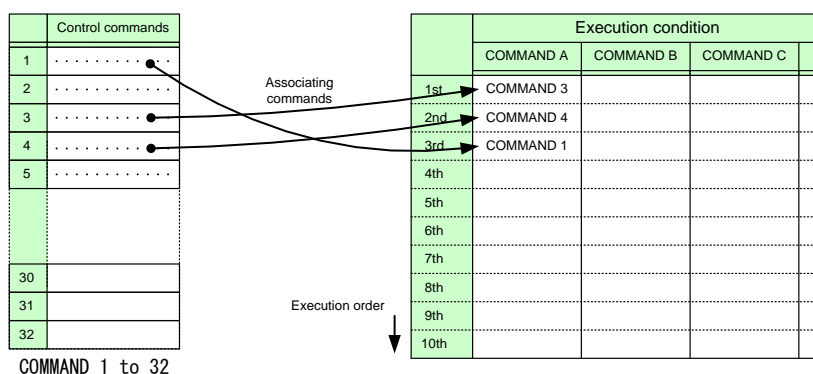 Control commands
1 . . . . . . . . . . . .
2 . . . . . . . . . . . .
3 . . . . . . . . . . . .
4 . . . . . . . . . . . .
5 . . . . . . . . . . . .
30
31
32
COMMAND 1 to 32
Associating
commands
Execution order
Execution condition
COMMAND A COMMAND B COMMAND C
1st COMMAND 3
2nd COMMAND 4
3rd COMMAND 1
4th
5th
6th
7th
8th
9th
10th